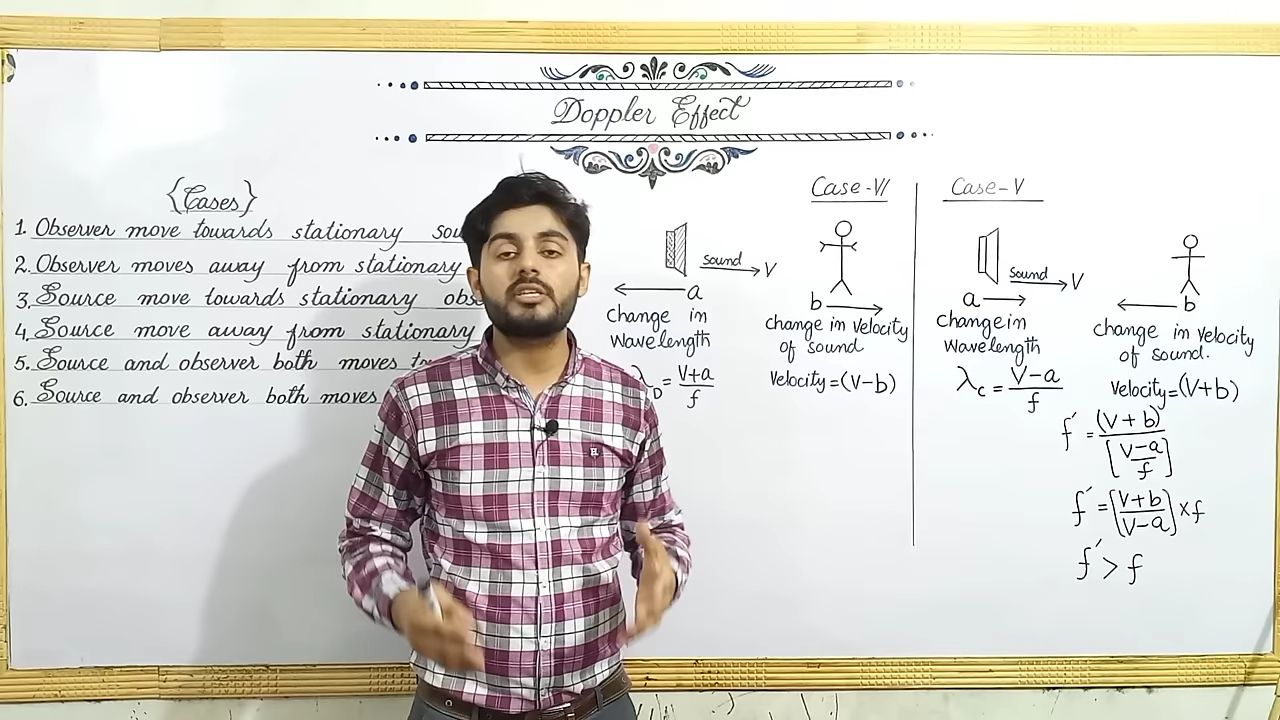 Doppler Effect
{Cases}
1. Observer move towards stationary
2. Observer moves away from stationary
3. Source move towards stationary
4. Source move away from stationary
5. Source and observer both moves
6. Source and observer both moves
Case-VI
sound
V
a
b
change in
wavelength
change in velocity
of sound
λD = V+a/f
Velocity=(V-b)
Case-V
sound
V
a
b
change in
wavelength
change in velocity
of sound.
λc = V-a/f
Velocity=(V+b)
f′ = (V+b)/[V-a/f]
f′ = [V+b/V-a]×f
f′ > f